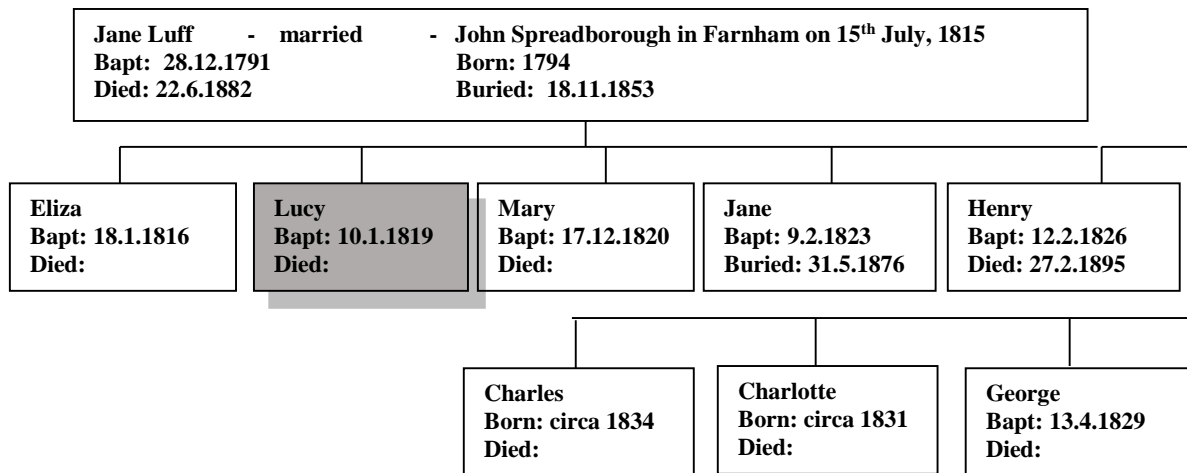 Jane Luff - married - John Spreadborough in Farnham on 15th July, 1815
Bapt: 28.12.1791 Born: 1794
Died: 22.6.1882 Buried: 18.11.1853
Eliza
Bapt: 18.1.1816
Died:
Lucy
Bapt: 10.1.1819
Died:
Mary
Bapt: 17.12.1820
Died:
Jane
Bapt: 9.2.1823
Buried: 31.5.1876
Henry
Bapt: 12.2.1826
Died: 27.2.1895
Charles
Born: circa 1834
Died:
Charlotte
Born: circa 1831
Died:
George
Bapt: 13.4.1829
Died: